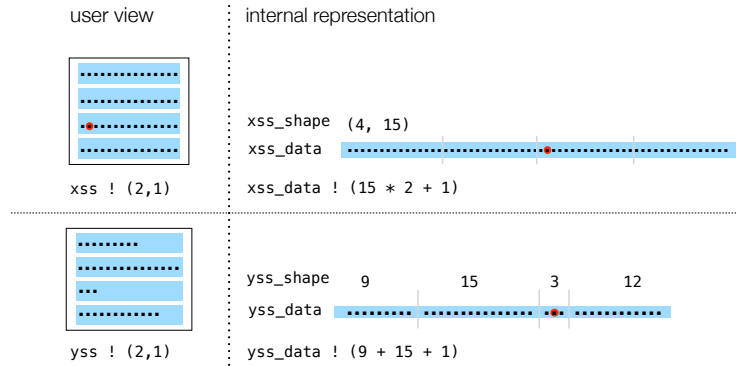 user view
internal representation
xss_shape (4, 15)
xss_data
xss ! (2,1)
xss_data ! (15 * 2 + 1)
yss_shape 9 15 3 12
yss_data
yss ! (2,1)
yss_data ! (9 + 15 + 1)